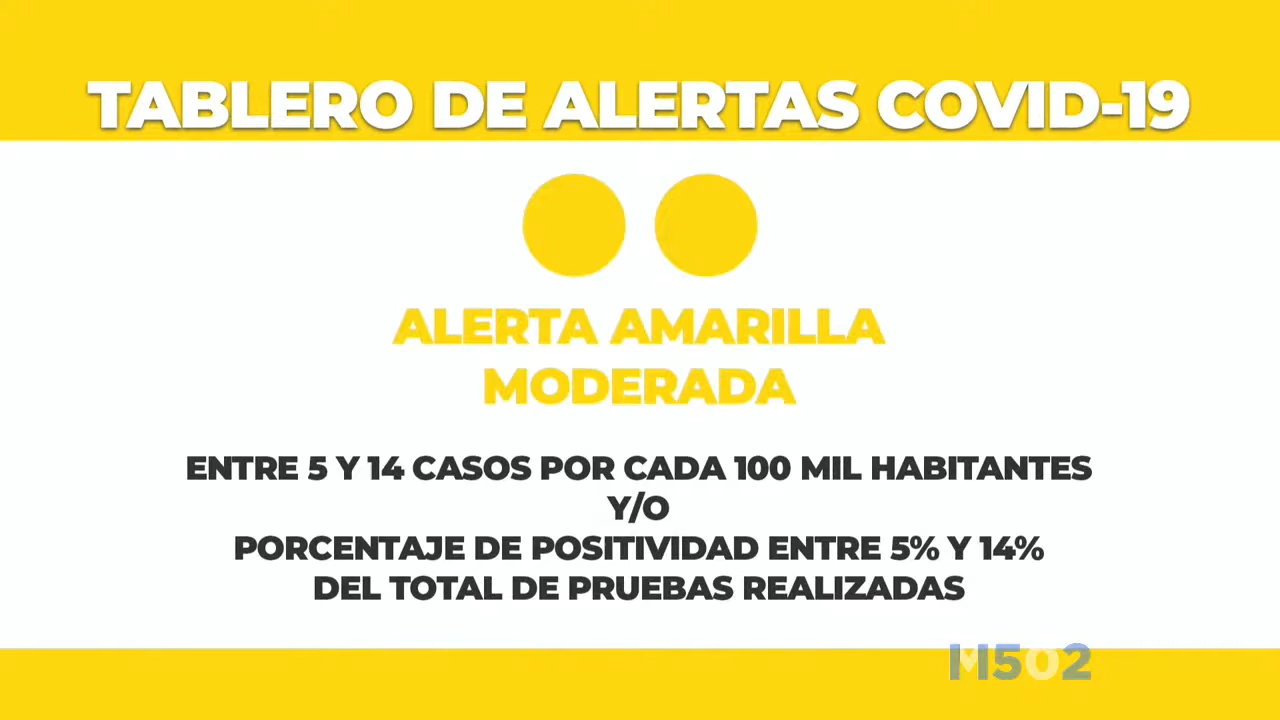 TABLERO DE ALERTAS COVID-19
ALERTA AMARILLA
MODERADA
ENTRE 5 Y 14 CASOS POR CADA 100 MIL HABITANTES
Y/O
PORCENTAJE DE POSITIVIDAD ENTRE 5% Y 14%
DEL TOTAL DE PRUEBAS REALIZADAS
M502